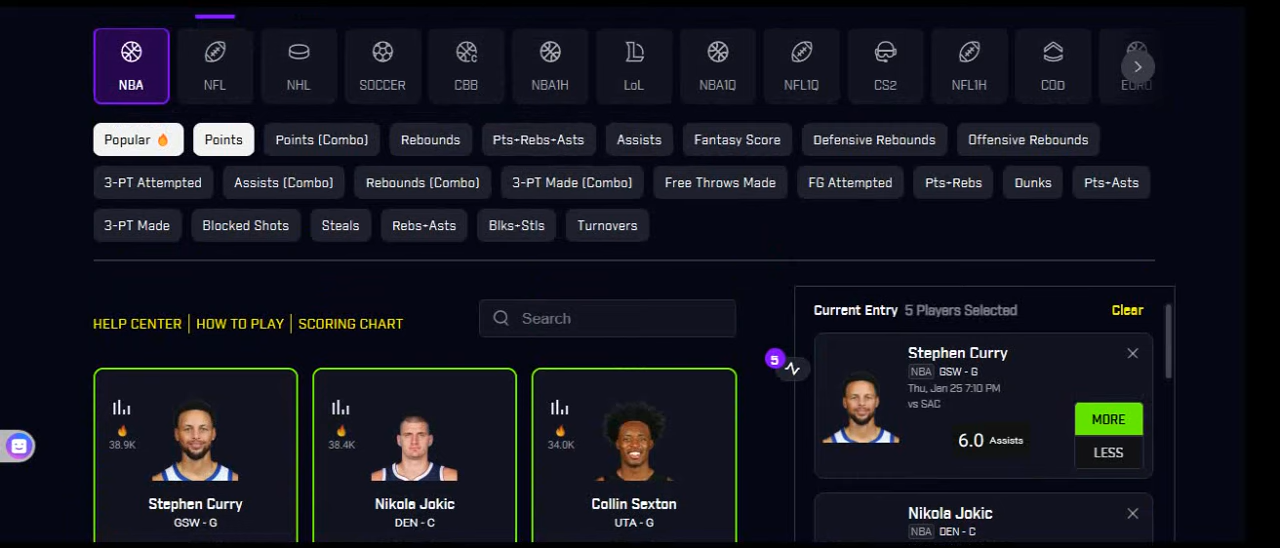 NBA NFL NHL SOCCER CBB NBA1H LoL NBA1Q NFL1Q CS2 NFL1H COD EURO
Popular Points Points (Combo) Rebounds Pts+Rebs+Asts Assists Fantasy Score Defensive Rebounds Offensive Rebounds
3-PT Attempted Assists (Combo) Rebounds (Combo) 3-PT Made (Combo) Free Throws Made FG Attempted Pts+Rebs Dunks Pts+Asts
3-PT Made Blocked Shots Steals Rebs+Asts Blks+Stls Turnovers
HELP CENTER HOW TO PLAY SCORING CHART
Search
38.9K
Stephen Curry
GSW - G
38.4K
Nikola Jokic
DEN - C
34.0K
Collin Sexton
UTA - G
5
Current Entry 5 Players Selected Clear
Stephen Curry
NBA GSW - G
Thu, Jan 25 7:10 PM
vs SAC
6.0 Assists
MORE
LESS
Nikola Jokic
NBA DEN - C